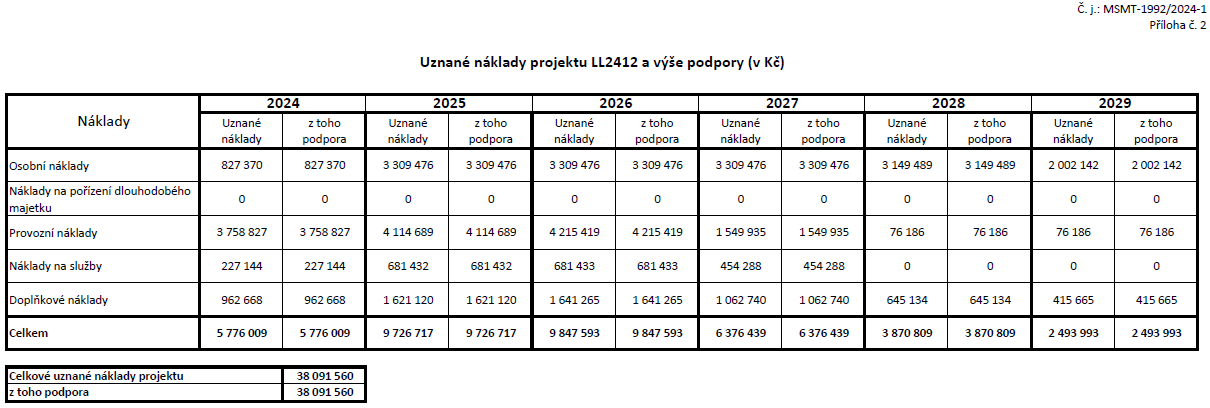 Č. j.: MSMT-1992/2024-1
Příloha č. 2
Uznané náklady projektu LL2412 a výše podpory (v Kč)
Náklady 2024 2025 2026 2027 2028 2029
Uznané náklady z toho podpora Uznané náklady z toho podpora Uznané náklady z toho podpora Uznané náklady z toho podpora Uznané náklady z toho podpora Uznané náklady z toho podpora
Osobní náklady 827 370 827 370 3 309 476 3 309 476 3 309 476 3 309 476 3 309 476 3 309 476 3 149 489 3 149 489 2 002 142 2 002 142
Náklady na pořízení dlouhodobého
majetku 0 0 0 0 0 0 0 0 0 0 0 0
Provozní náklady 3 758 827 3 758 827 4 114 689 4 114 689 4 215 419 4 215 419 1 549 935 1 549 935 76 186 76 186 76 186 76 186
Náklady na služby 227 144 227 144 681 432 681 432 681 433 681 433 454 288 454 288 0 0 0 0
Doplňkové náklady 962 668 962 668 1 621 120 1 621 120 1 641 265 1 641 265 1 062 740 1 062 740 645 134 645 134 415 665 415 665
Celkem 5 776 009 5 776 009 9 726 717 9 726 717 9 847 593 9 847 593 6 376 439 6 376 439 3 870 809 3 870 809 2 493 993 2 493 993
Celkové uznané náklady projektu 38 091 560
z toho podpora 38 091 560